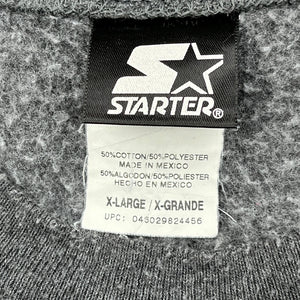 STARTER®
50%COTTON/50%POLYESTER
MADE IN MEXICO
50%ALGODON/50%POLIESTER
HECHO EN MEXICO
X-LARGE / X-GRANDE
UPC: 043029824456